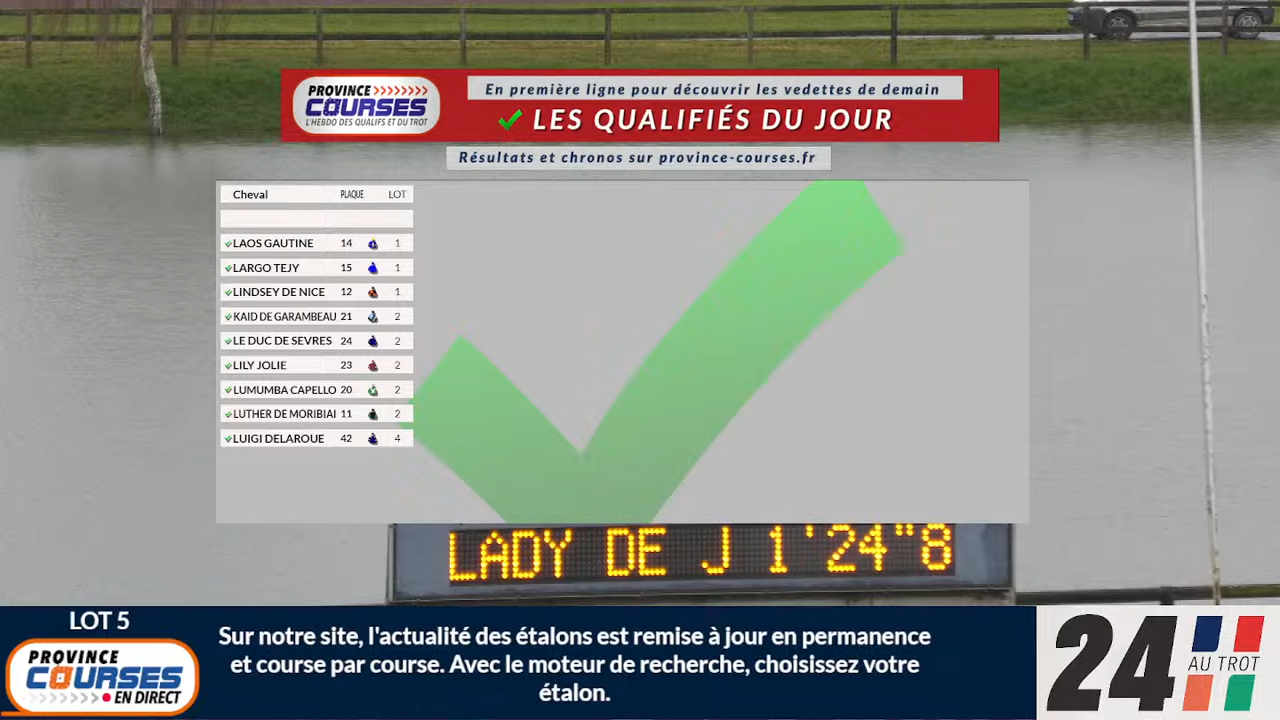 PROVINCE
COURSES
L'HEBDO DES QUALIFS ET DU TROT
En première ligne pour découvrir les vedettes de demain
LES QUALIFIÉS DU JOUR
Résultats et chronos sur province-courses.fr
Cheval PLAQUE LOT
LAOS GAUTINE 14 1
LARGO TEJY 15 1
LINDSEY DE NICE 12 1
KAID DE GARAMBEAU 21 2
LE DUC DE SEVRES 24 2
LILY JOLIE 23 2
LUMUMBA CAPELLO 20 2
LUTHER DE MORIBIAI 11 2
LUIGI DELAROUE 42 4
LADY DE J 1'24"8
LOT 5
PROVINCE
COURSES
EN DIRECT
Sur notre site, l'actualité des étalons est remise à jour en permanence
et course par course. Avec le moteur de recherche, choisissez votre
étalon.
24 AU TROT